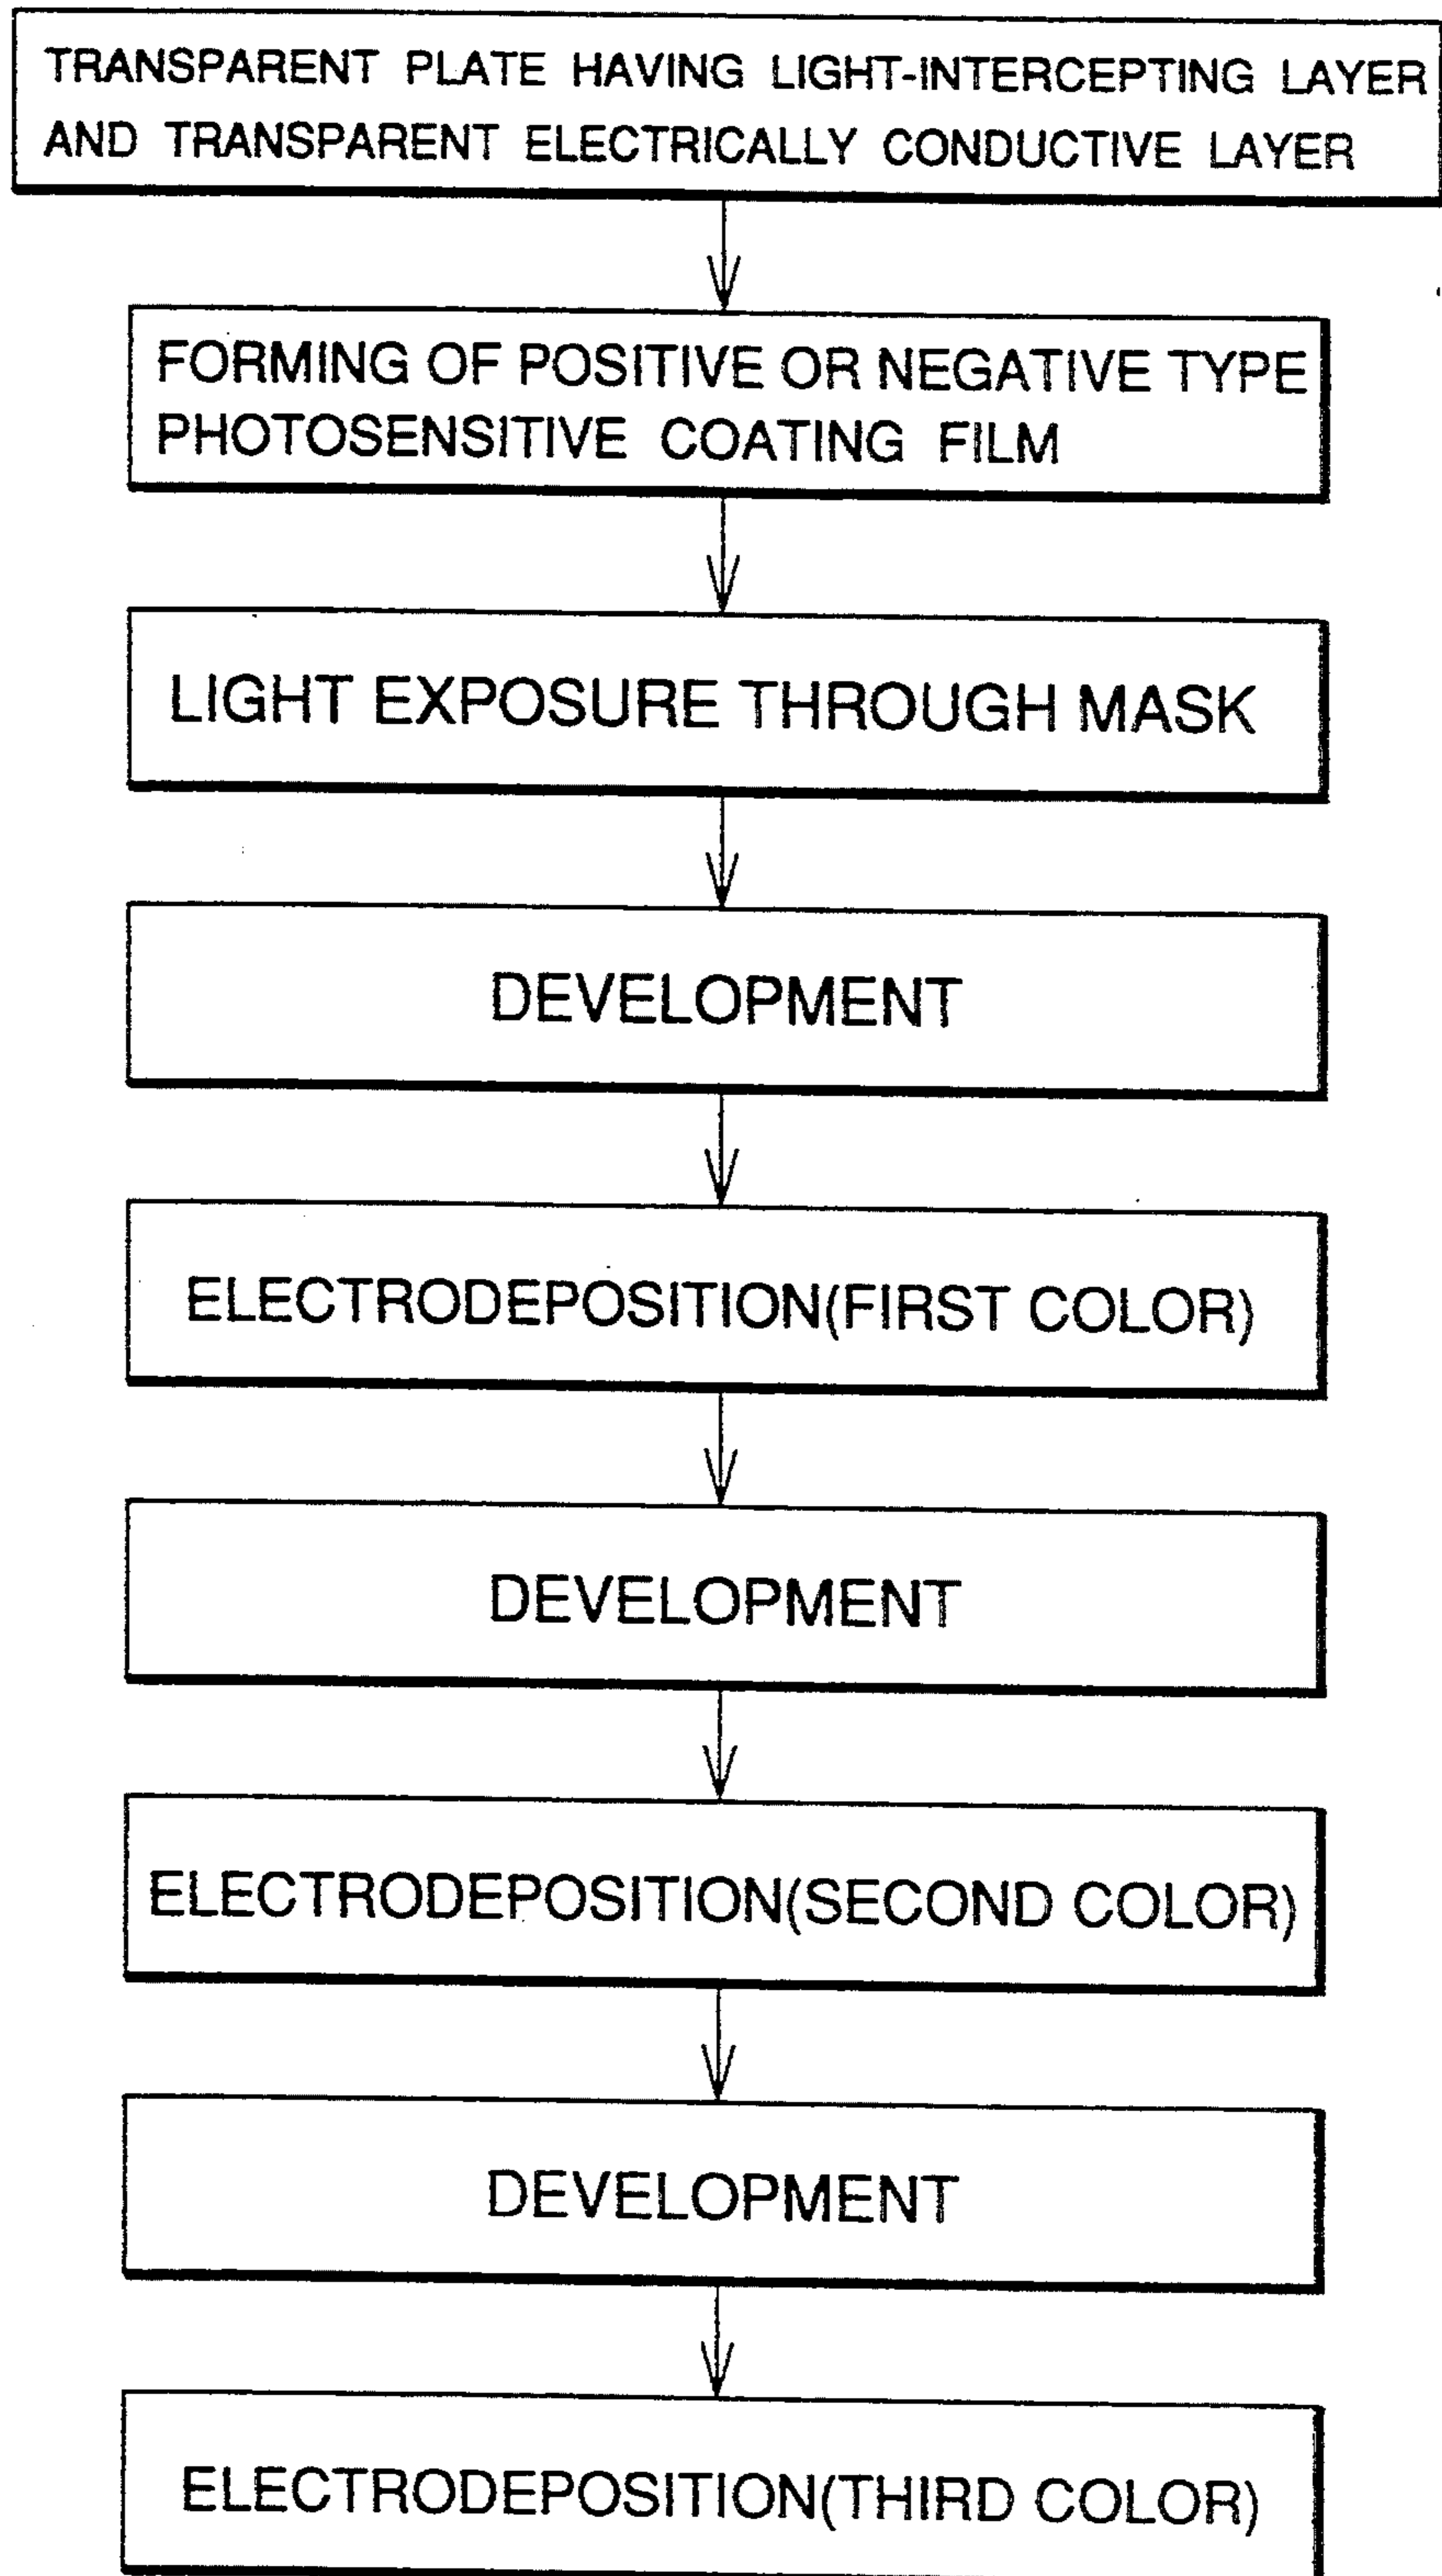 TRANSPARENT PLATE HAVING LIGHT-INTERCEPTING LAYER
AND TRANSPARENT ELECTRICALLY CONDUCTIVE LAYER
FORMING OF POSITIVE OR NEGATIVE TYPE
PHOTOSENSITIVE COATING FILM
LIGHT EXPOSURE THROUGH MASK
DEVELOPMENT
ELECTRODEPOSITION(FIRST COLOR)
DEVELOPMENT
ELECTRODEPOSITION(SECOND COLOR)
DEVELOPMENT
ELECTRODEPOSITION(THIRD COLOR)